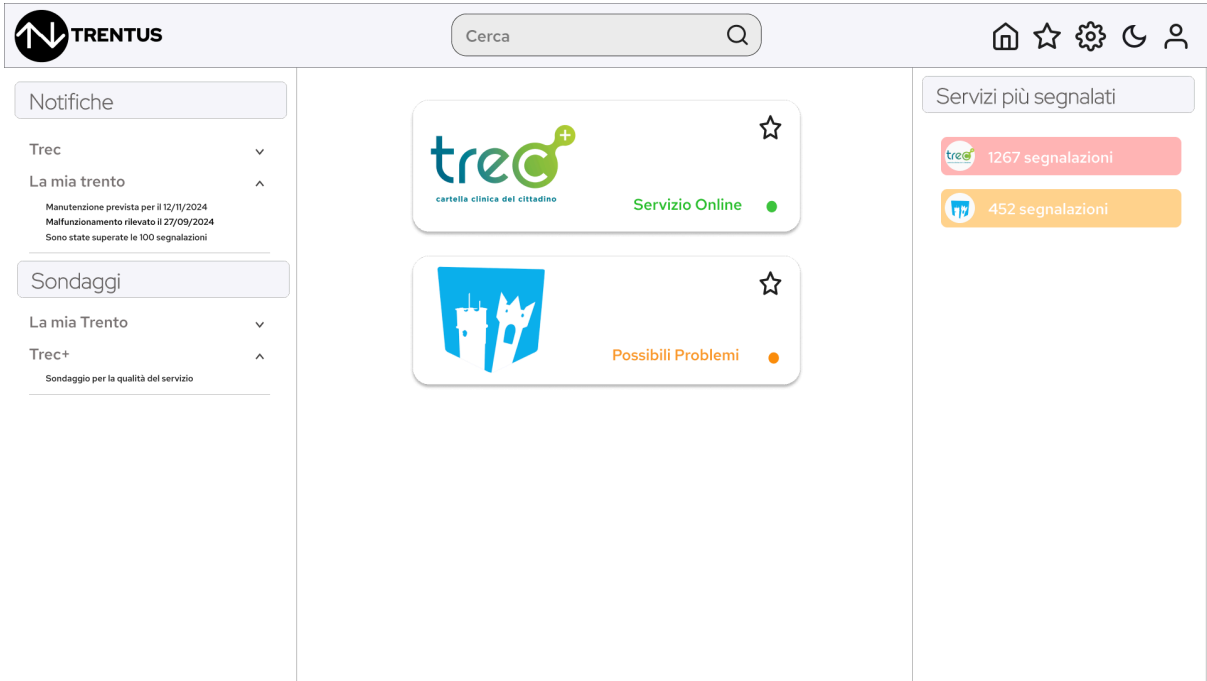 TRENTUS
Cerca
Notifiche
Trec
La mia trento
Manutenzione prevista per il 12/11/2024
Malfunzionamento rilevato il 27/09/2024
Sono state superate le 100 segnalazioni
Sondaggi
La mia Trento
Trec+
Sondaggio per la qualità del servizio
trec+
cartella clinica del cittadino
Servizio Online
Possibili Problemi
Servizi più segnalati
trec+
1267 segnalazioni
452 segnalazioni